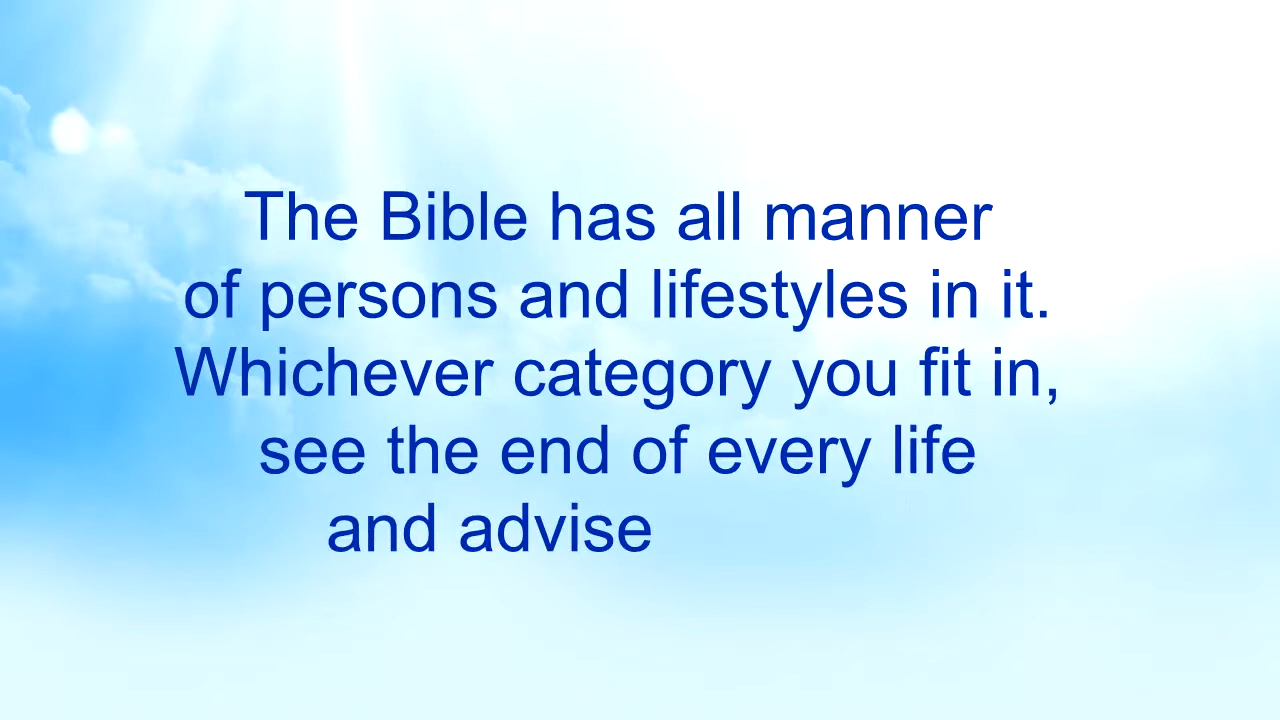 The Bible has all manner
of persons and lifestyles in it.
Whichever category you fit in,
see the end of every life
and advise